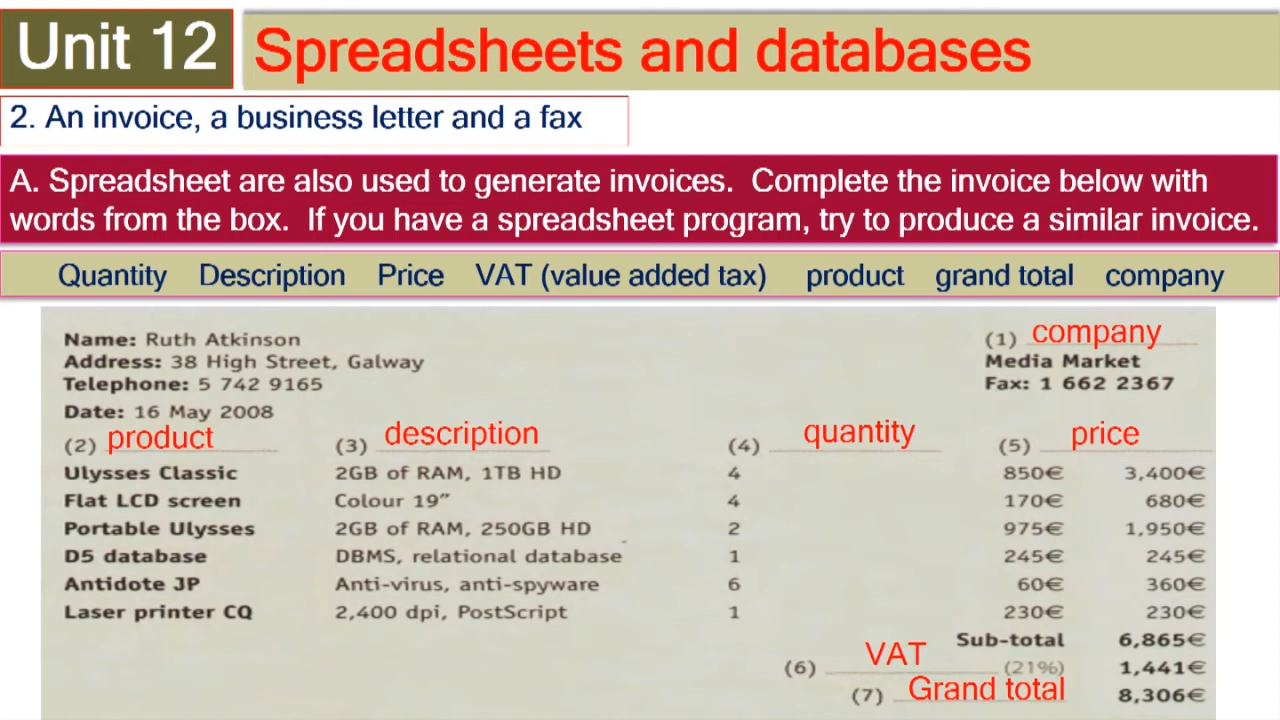 Unit 12 Spreadsheets and databases
2. An invoice, a business letter and a fax
A. Spreadsheet are also used to generate invoices. Complete the invoice below with
words from the box. If you have a spreadsheet program, try to produce a similar invoice.
Quantity Description Price VAT (value added tax) product grand total company
Name: Ruth Atkinson (1) company
Address: 38 High Street, Galway Media Market
Telephone: 5 742 9165 Fax: 1 662 2367
Date: 16 May 2008
(2) product (3) description (4) quantity (5) price
Ulysses Classic 2GB of RAM, 1TB HD 4 850€ 3,400€
Flat LCD screen Colour 19” 4 170€ 680€
Portable Ulysses 2GB of RAM, 250GB HD 2 975€ 1,950€
D5 database DBMS, relational database 1 245€ 245€
Antidote JP Anti-virus, anti-spyware 6 60€ 360€
Laser printer CQ 2,400 dpi, PostScript 1 230€ 230€
Sub-total 6,865€
(6) VAT (21%) 1,441€
(7) Grand total 8,306€